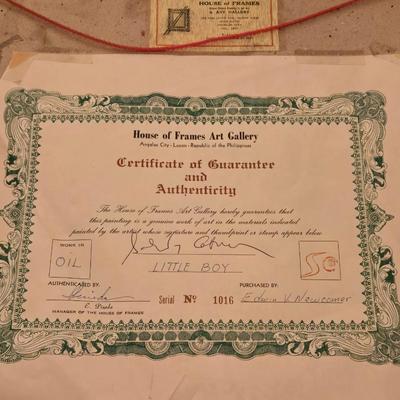 HOUSE of FRAMES
& ART GALLERY
House of Frames Art Gallery
Angeles City - Luzon - Republic of the Philippines
Certificate of Guarantee
and
Authenticity
The House of Frames Art Gallery hereby guarantees that
this painting is a genuine work of art in the materials indicated
painted by the artist whose signature and thumbprint or stamp appear below
WORK IN
OIL
LITTLE BOY
AUTHENTICATED BY:
PURCHASED BY:
Serial Nº 1016
Edwin V. Newcomer
MANAGER OF THE HOUSE OF FRAMES